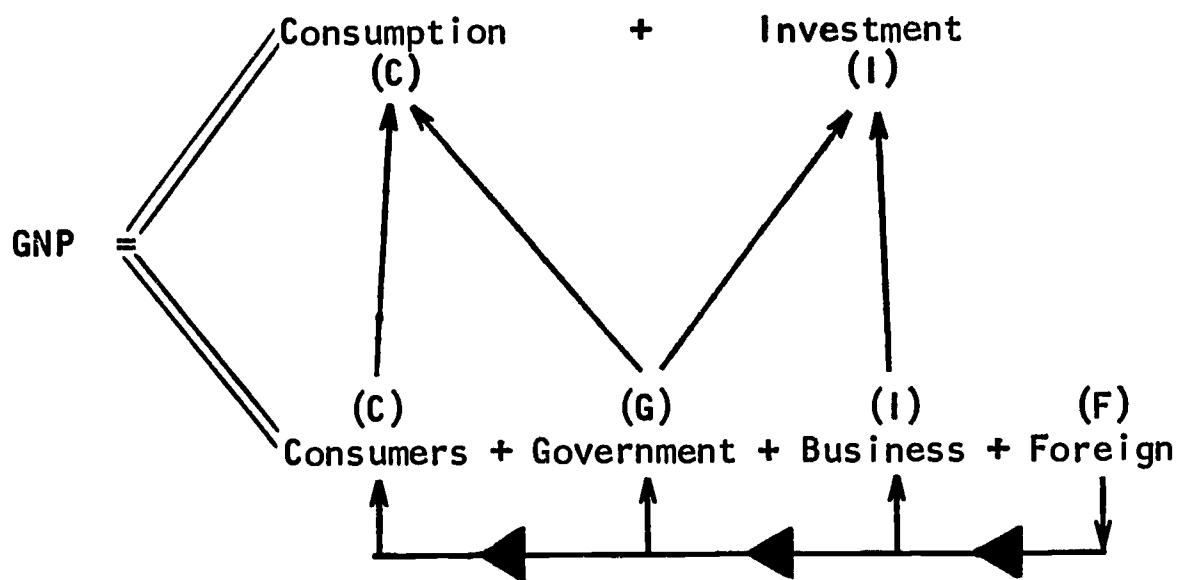 Consumption + Investment
(C) (I)
GNP =
(C) (G) (I) (F)
Consumers + Government + Business + Foreign